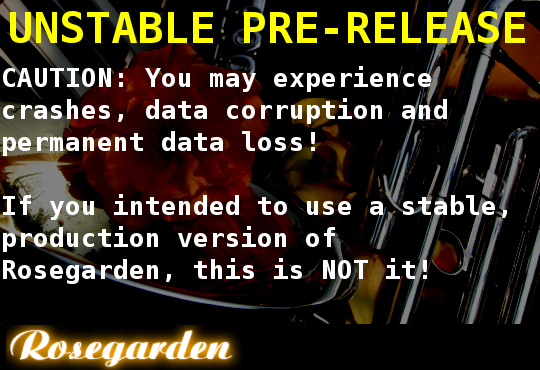 UNSTABLE PRE-RELEASE
CAUTION: You may experience
crashes, data corruption and
permanent data loss!
If you intended to use a stable,
production version of
Rosegarden, this is NOT it!
Rosegarden